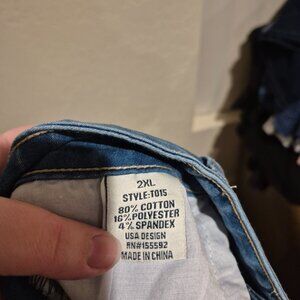 2XL
STYLE:T015
80% COTTON
16%POLYESTER
4% SPANDEX
USA DESIGN
RN#155592
MADE IN CHINA